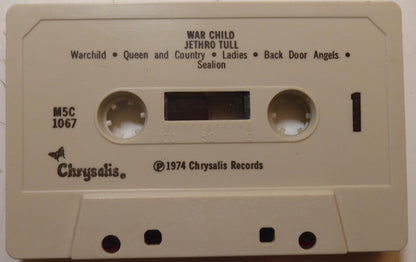 WAR CHILD
JETHRO TULL
Warchild • Queen and Country • Ladies • Back Door Angels •
Sealion
M5C
1067
1
Chrysalis
Ⓟ 1974 Chrysalis Records